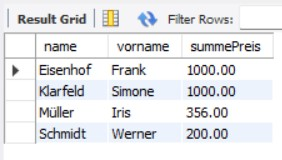 Result Grid Filter Rows:
name vorname summePreis
Eisenhof Frank 1000.00
Klarfeld Simone 1000.00
Müller Iris 356.00
Schmidt Werner 200.00